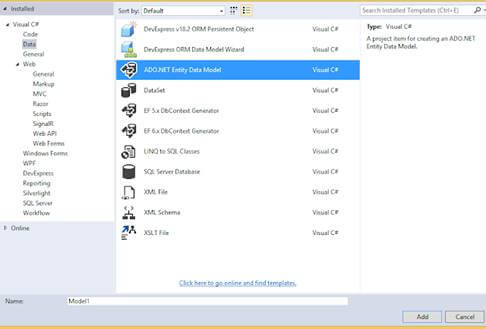 Installed
Sort by: Default
Search Installed Templates (Ctrl+E)
Visual C#
Code
Data
General
Web
General
Markup
MVC
Razor
Scripts
SignalR
Web API
Web Forms
Windows Forms
WPF
DevExpress
Reporting
Silverlight
SQL Server
Workflow
Online
DevExpress v18.2 ORM Persistent Object Visual C#
DevExpress ORM Data Model Wizard Visual C#
ADO.NET Entity Data Model Visual C#
DataSet Visual C#
EF 5.x DbContext Generator Visual C#
EF 6.x DbContext Generator Visual C#
LINQ to SQL Classes Visual C#
SQL Server Database Visual C#
XML File Visual C#
XML Schema Visual C#
XSLT File Visual C#
Click here to go online and find templates.
Type: Visual C#
A project item for creating an ADO.NET
Entity Data Model.
Name: Model1
Add Cancel